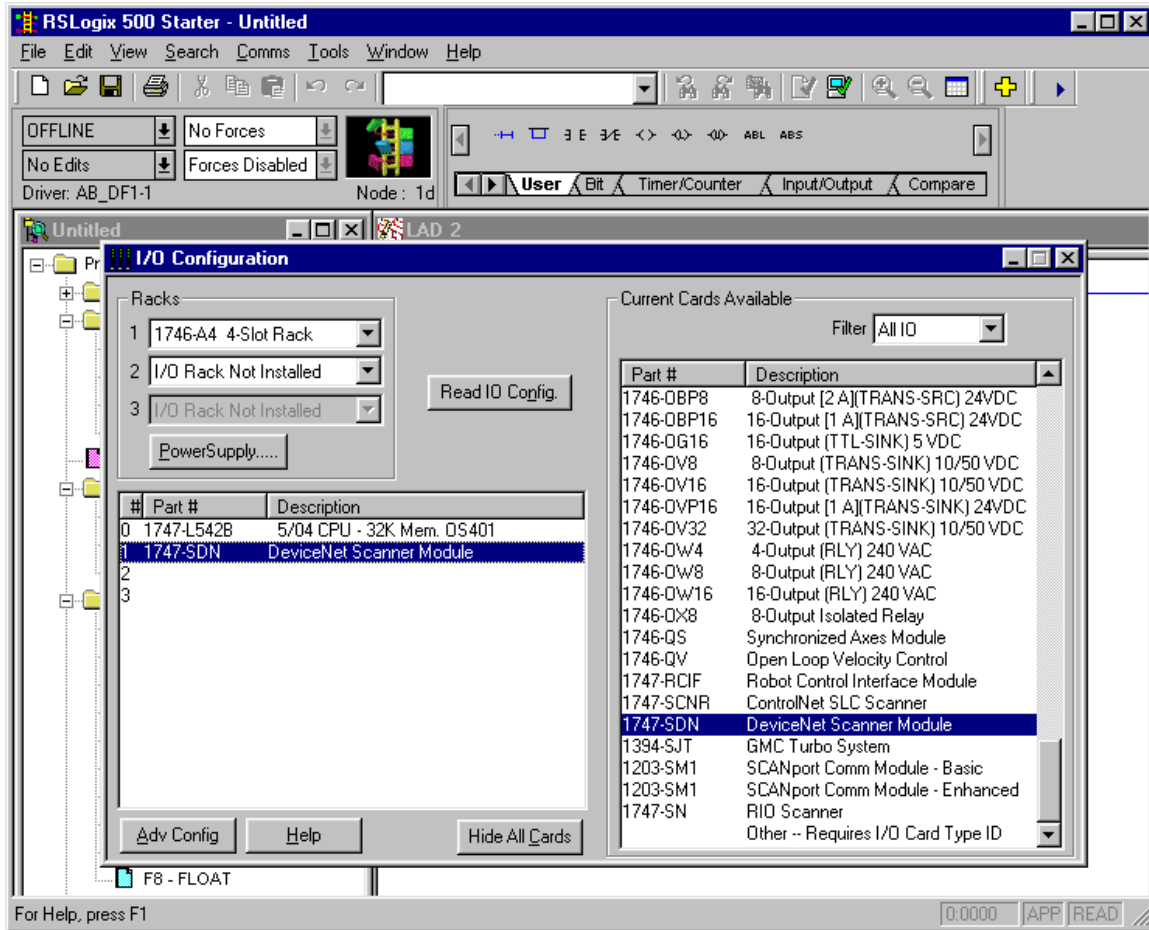 RSLogix 500 Starter - Untitled
File Edit View Search Comms Tools Window Help
OFFLINE No Forces
No Edits Forces Disabled
Driver: AB_DF1-1 Node : 1d
ABL ABS
User Bit Timer/Counter Input/Output Compare
Untitled
LAD 2
Pr
I/O Configuration
Racks
1 1746-A4 4-Slot Rack
2 I/O Rack Not Installed
3 I/O Rack Not Installed
PowerSupply.....
Read IO Config.
# Part # Description
0 1747-L542B 5/04 CPU - 32K Mem. OS401
1 1747-SDN DeviceNet Scanner Module
2
3
Adv Config Help Hide All Cards
Current Cards Available
Filter All IO
Part # Description
1746-OBP8 8-Output [2 A](TRANS-SRC) 24VDC
1746-OBP16 16-Output [1 A](TRANS-SRC) 24VDC
1746-OG16 16-Output (TTL-SINK) 5 VDC
1746-OV8 8-Output (TRANS-SINK) 10/50 VDC
1746-OV16 16-Output (TRANS-SINK) 10/50 VDC
1746-OVP16 16-Output [1 A](TRANS-SINK) 24VDC
1746-OV32 32-Output (TRANS-SINK) 10/50 VDC
1746-OW4 4-Output (RLY) 240 VAC
1746-OW8 8-Output (RLY) 240 VAC
1746-OW16 16-Output (RLY) 240 VAC
1746-OX8 8-Output Isolated Relay
1746-QS Synchronized Axes Module
1746-QV Open Loop Velocity Control
1747-RCIF Robot Control Interface Module
1747-SCNR ControlNet SLC Scanner
1747-SDN DeviceNet Scanner Module
1394-SJT GMC Turbo System
1203-SM1 SCANport Comm Module - Basic
1203-SM1 SCANport Comm Module - Enhanced
1747-SN RIO Scanner
Other -- Requires I/O Card Type ID
F8 - FLOAT
For Help, press F1 0:0000 APP READ